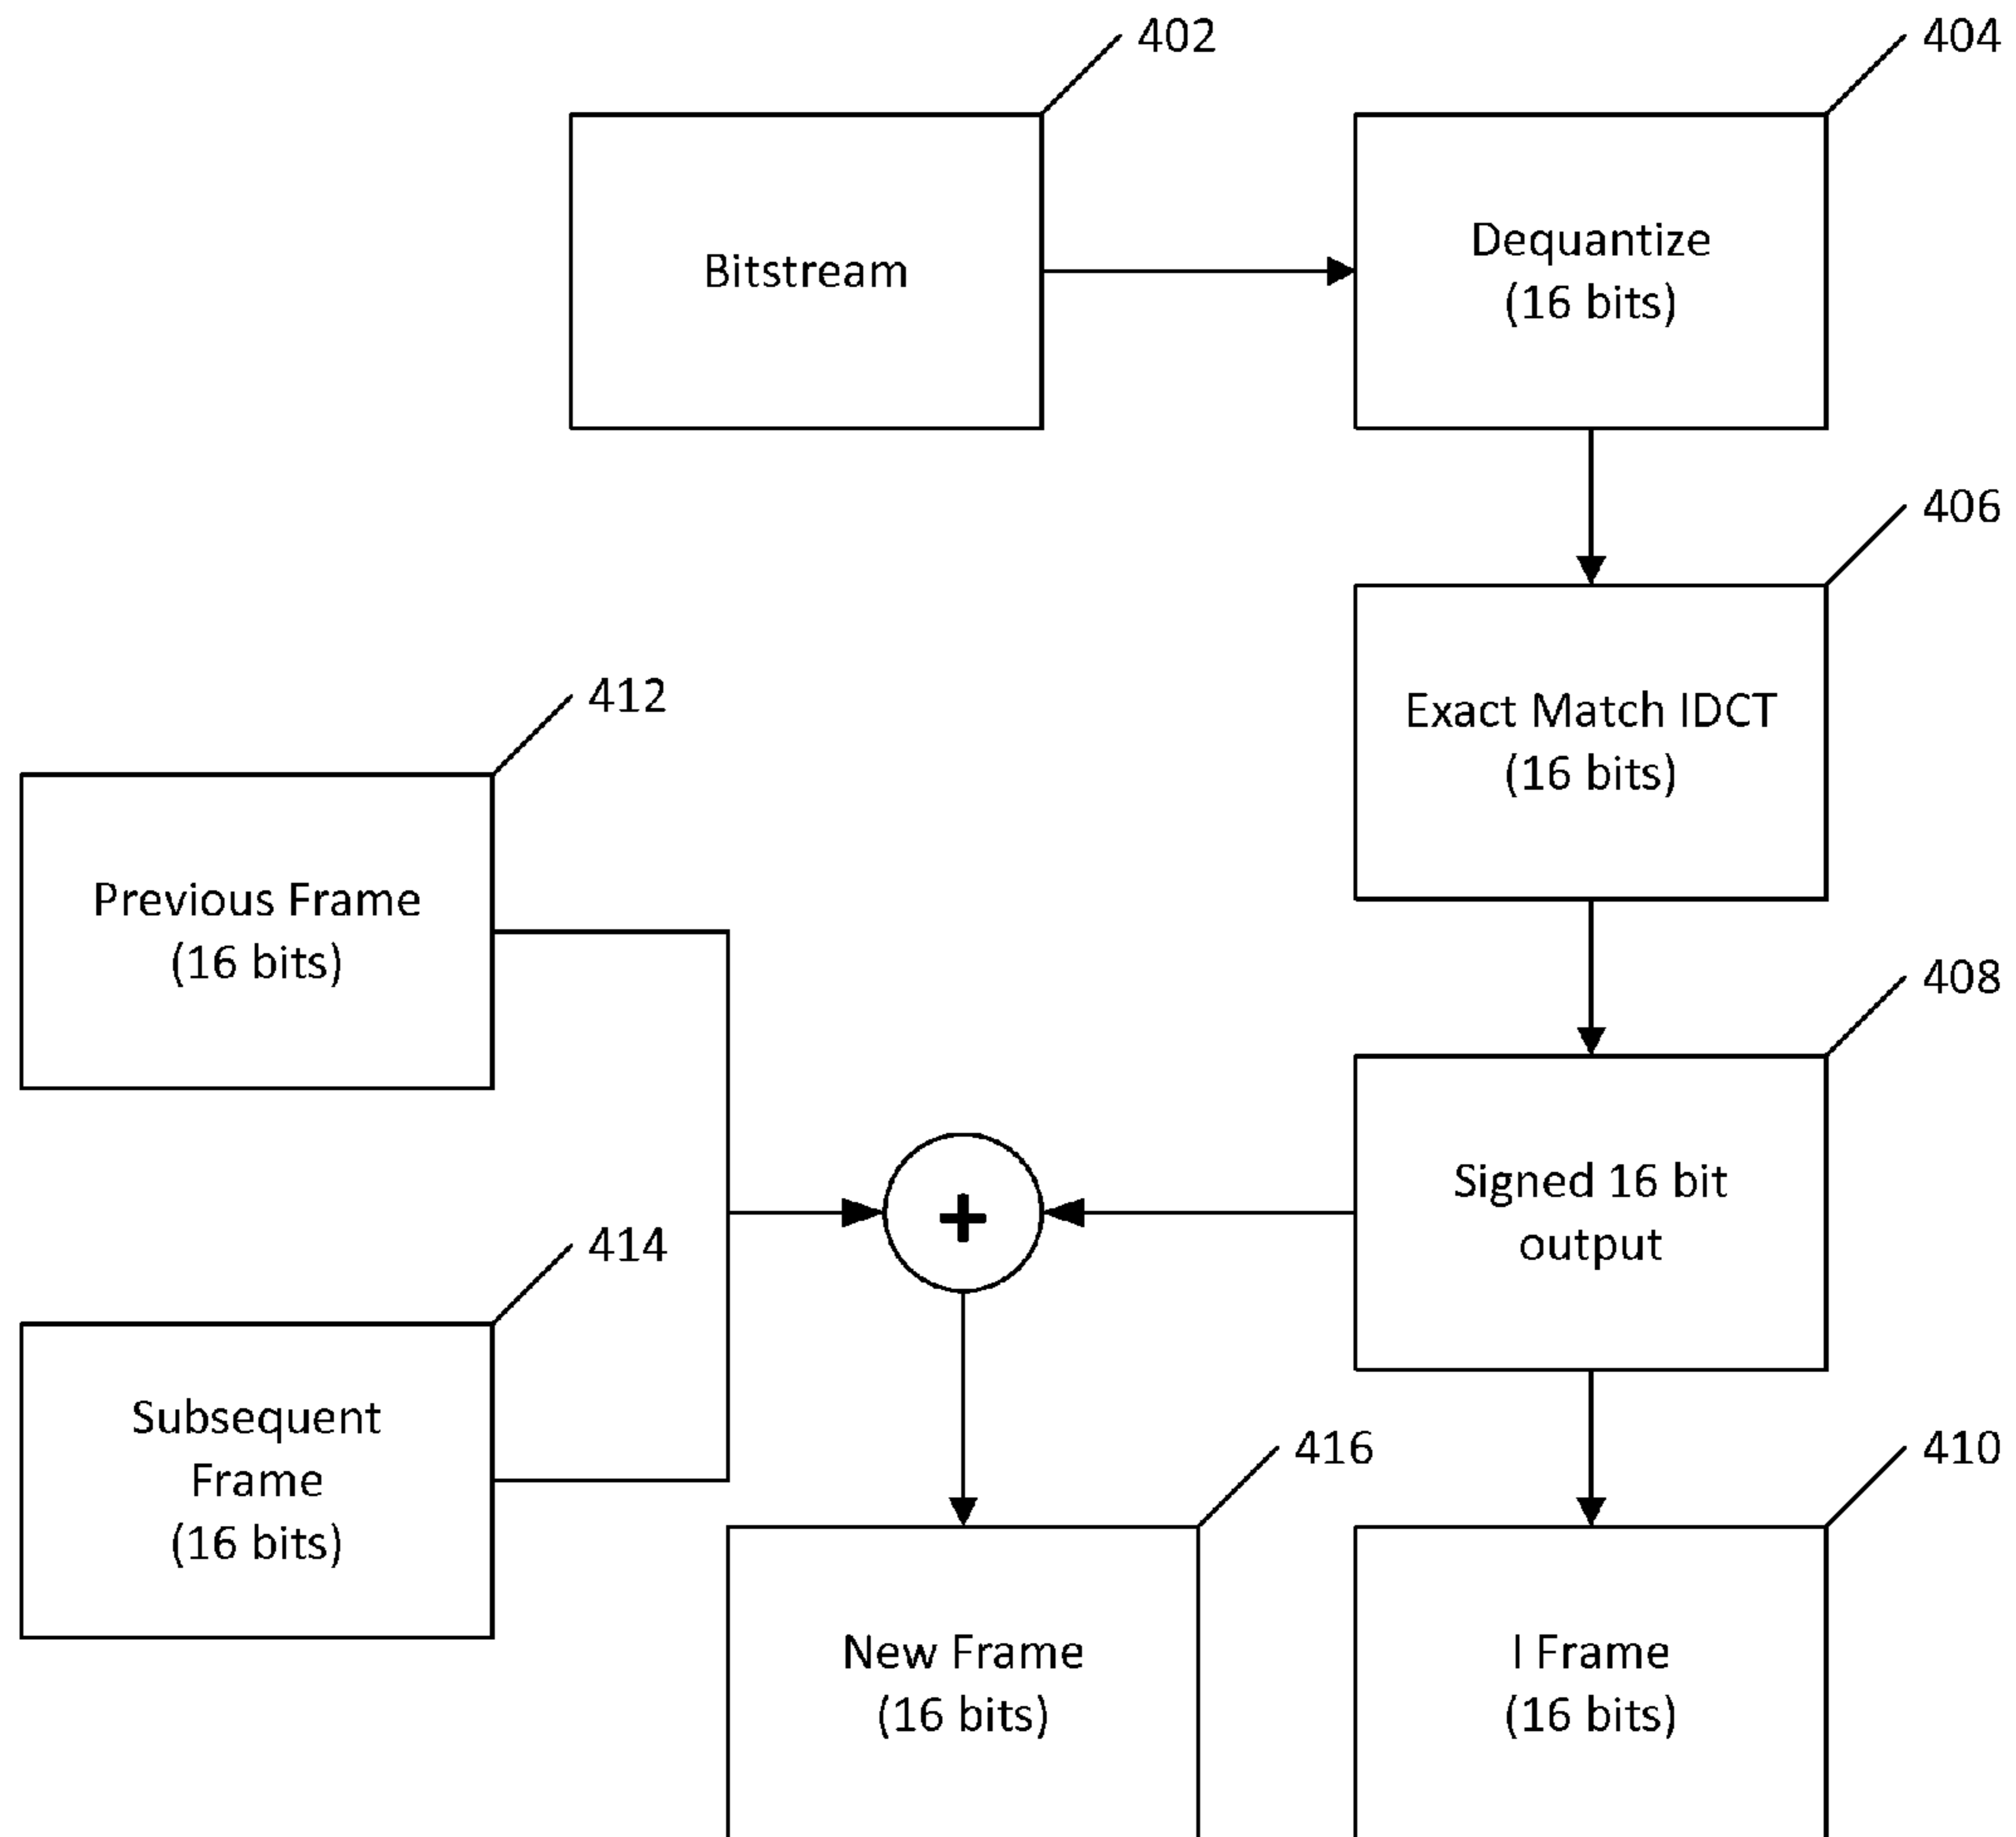 402
404
Bitstream
Dequantize
(16 bits)
406
Exact Match IDCT
(16 bits)
412
Previous Frame
(16 bits)
408
Signed 16 bit
output
+
414
Subsequent
Frame
(16 bits)
416
410
New Frame
(16 bits)
I Frame
(16 bits)